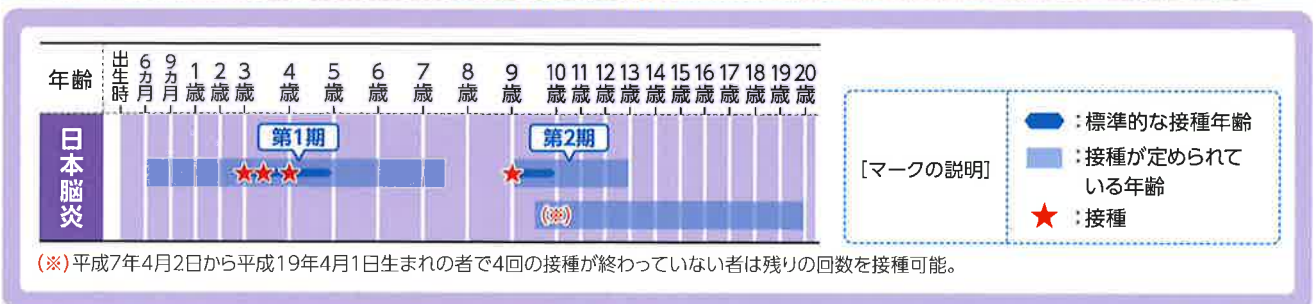 年齢 出生時 6カ月 9カ月 1歳 2歳 3歳 4歳 5歳 6歳 7歳 8歳 9歳 10歳 11歳 12歳 13歳 14歳 15歳 16歳 17歳 18歳 19歳 20歳
日本脳炎
第1期 第2期
(※)
[マークの説明]
:標準的な接種年齢
:接種が定められて
いる年齢
:接種
(※)平成7年4月2日から平成19年4月1日生まれの者で4回の接種が終わっていない者は残りの回数を接種可能。